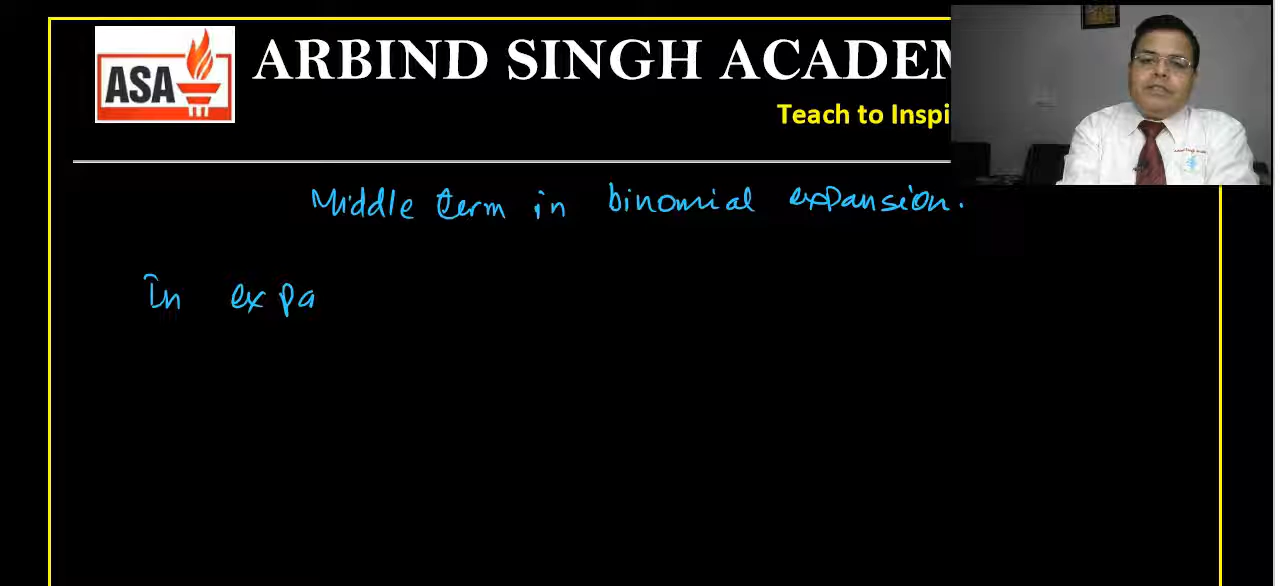 ASA
ARBIND SINGH ACADEM
Teach to Inspi
Middle term in binomial expansion.
In expa